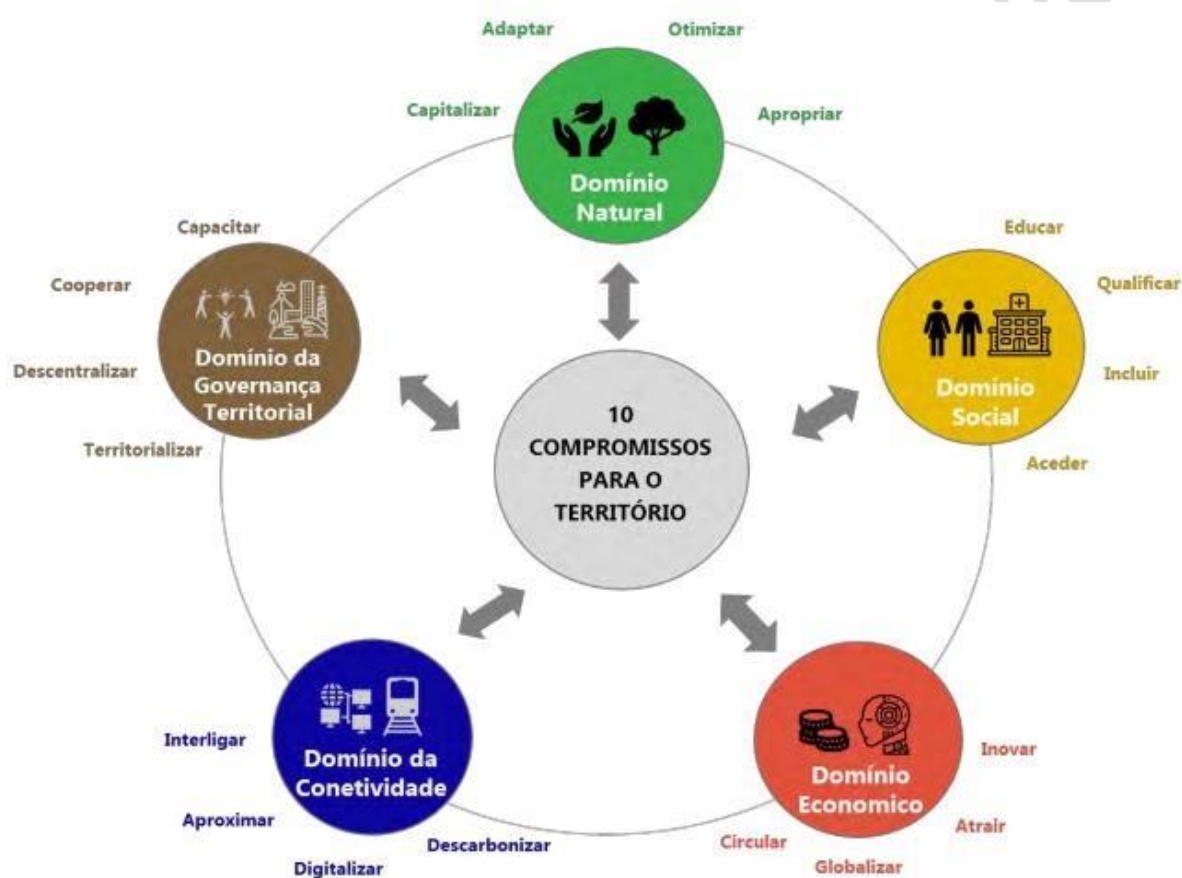 Adaptar
Otimizar
Capitalizar
Apropriar
Domínio
Natural
Capacitar
Cooperar
Descentralizar
Territorializar
Domínio da
Governança
Territorial
Educar
Qualificar
Incluir
Aceder
Domínio
Social
10
COMPROMISSOS
PARA O
TERRITÓRIO
Interligar
Aproximar
Digitalizar
Descarbonizar
Domínio da
Conetividade
Inovar
Atrair
Globalizar
Circular
Domínio
Economico